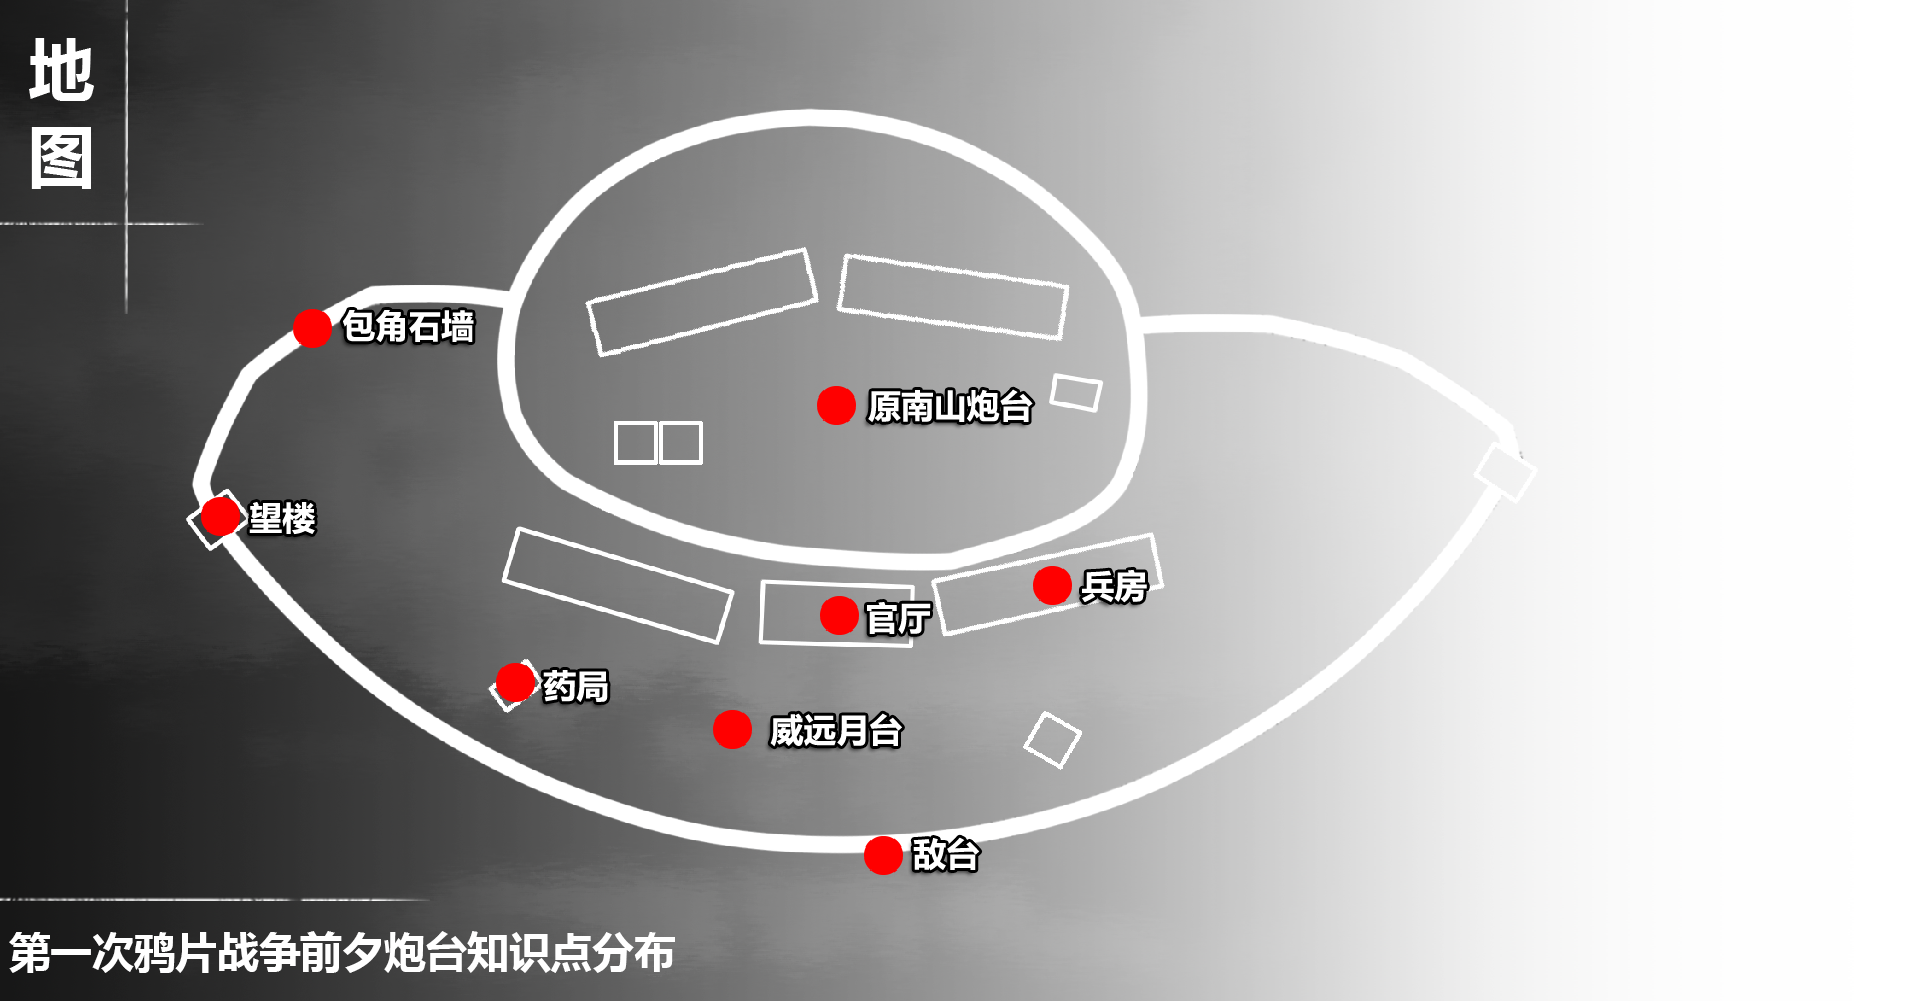 地图
包角石墙
原南山炮台
望楼
兵房
官厅
药局
威远月台
敌台
第一次鸦片战争前夕炮台知识点分布